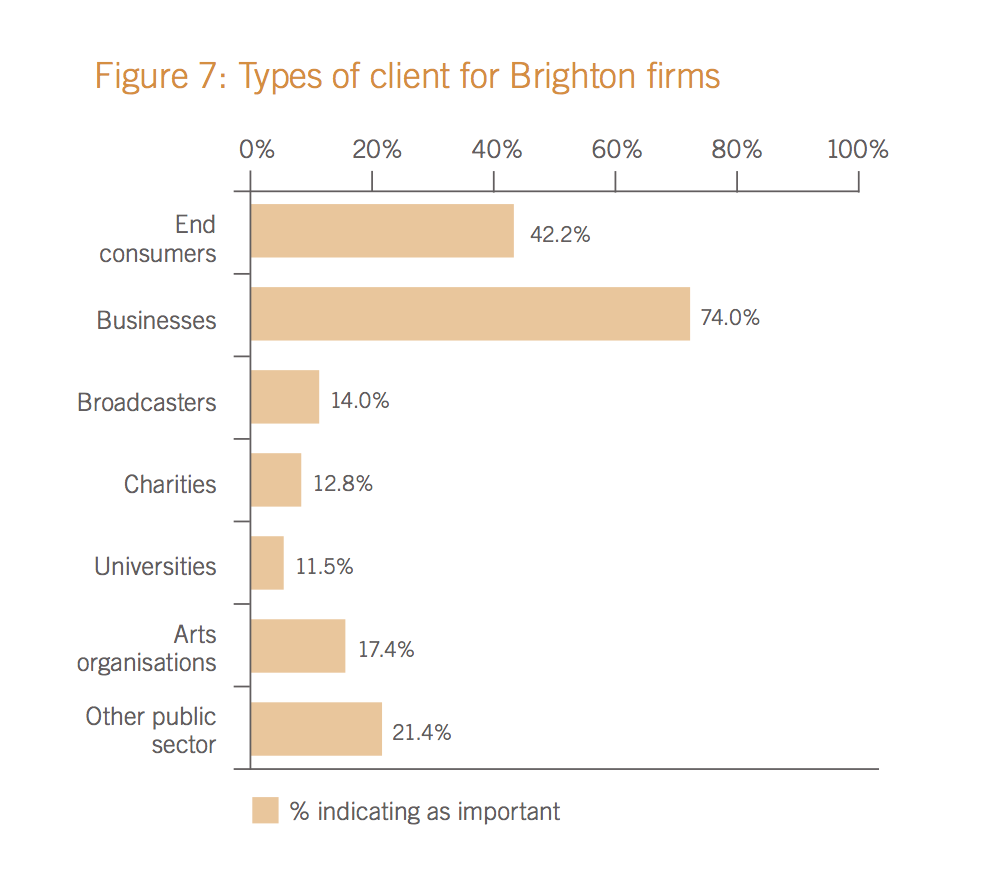 Figure 7: Types of client for Brighton firms
0% 20% 40% 60% 80% 100%
End
consumers
42.2%
Businesses 74.0%
Broadcasters 14.0%
Charities 12.8%
Universities 11.5%
Arts
organisations
17.4%
Other public
sector
21.4%
% indicating as important